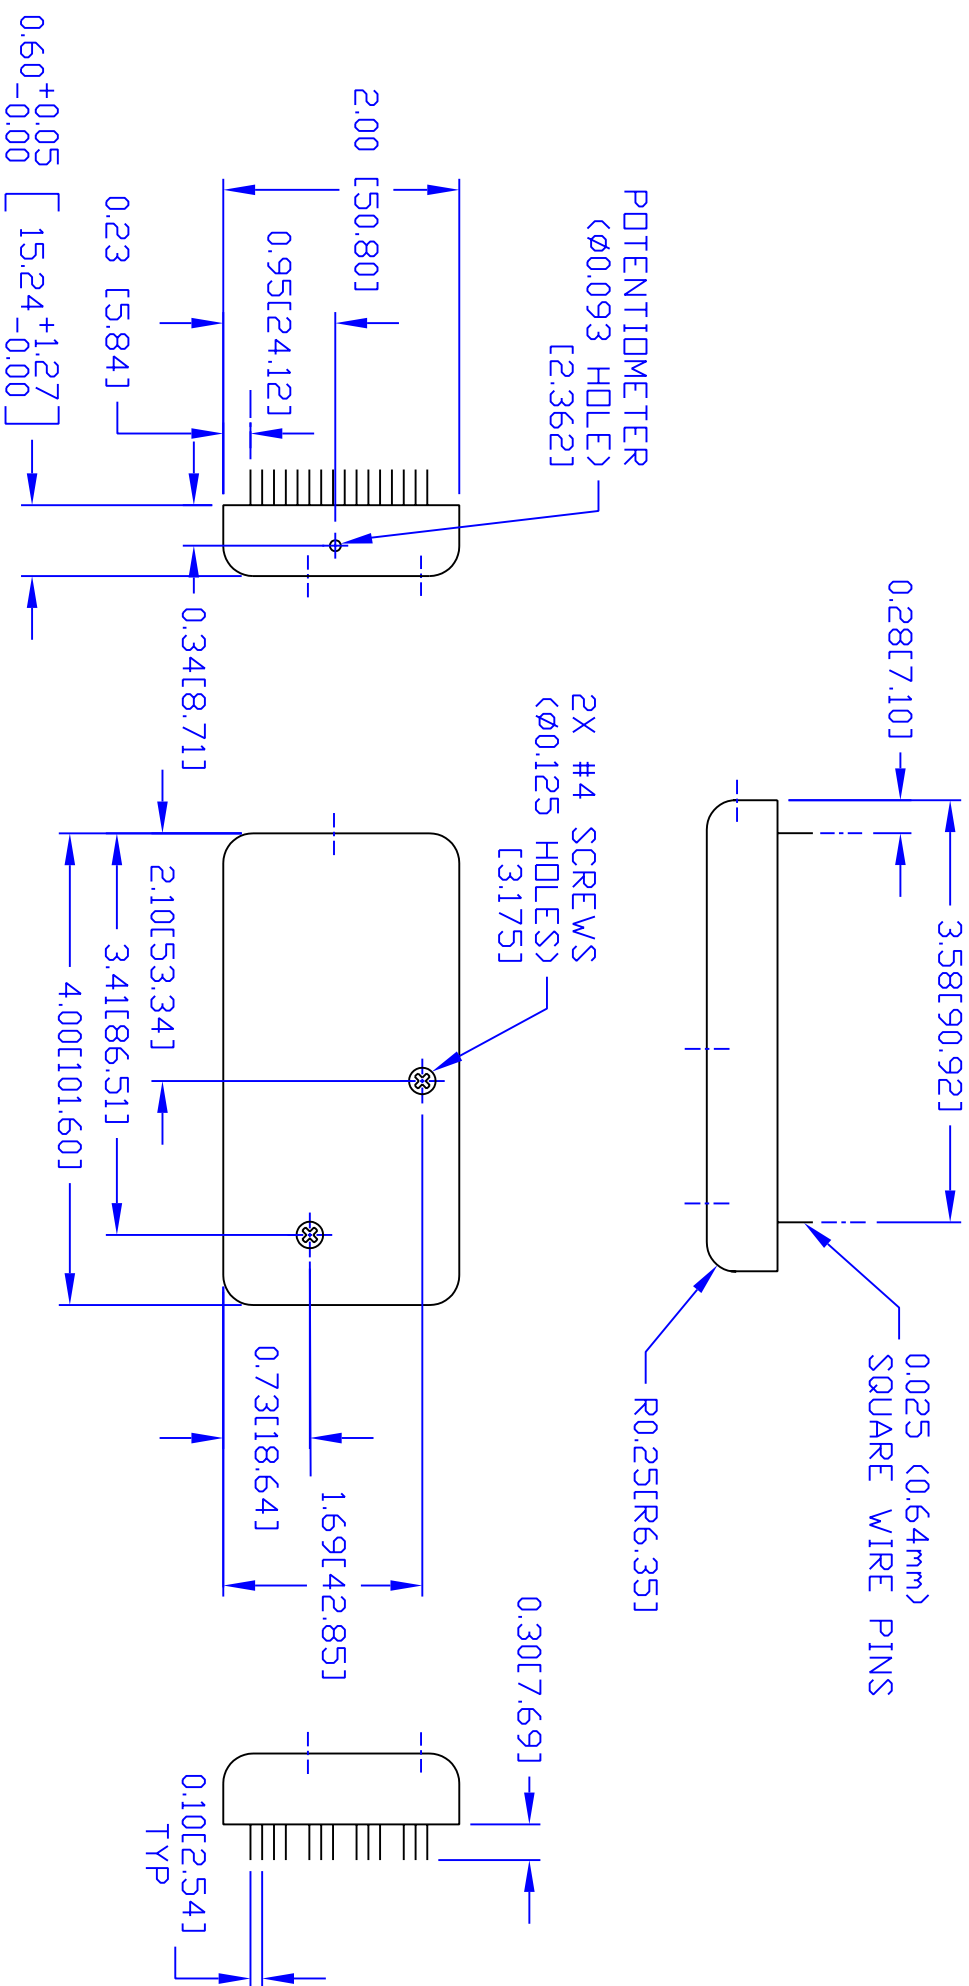 0.28[7.10]
3.58[90.92]
0.025 (0.64mm)
SQUARE WIRE PINS
R0.25[R6.35]
POTENTIOMETER
(Ø0.093 HOLE)
[2.362]
2.00 [50.80]
0.95[24.12]
0.23 [5.84]
0.60+0.05-0.00 [15.24+1.27-0.00]
0.34[8.71]
2X #4 SCREWS
(Ø0.125 HOLES)
[3.175]
2.10[53.34]
3.41[86.51]
4.00[101.60]
0.73[18.64]
1.69[42.85]
0.30[7.69]
0.10[2.54]
TYP